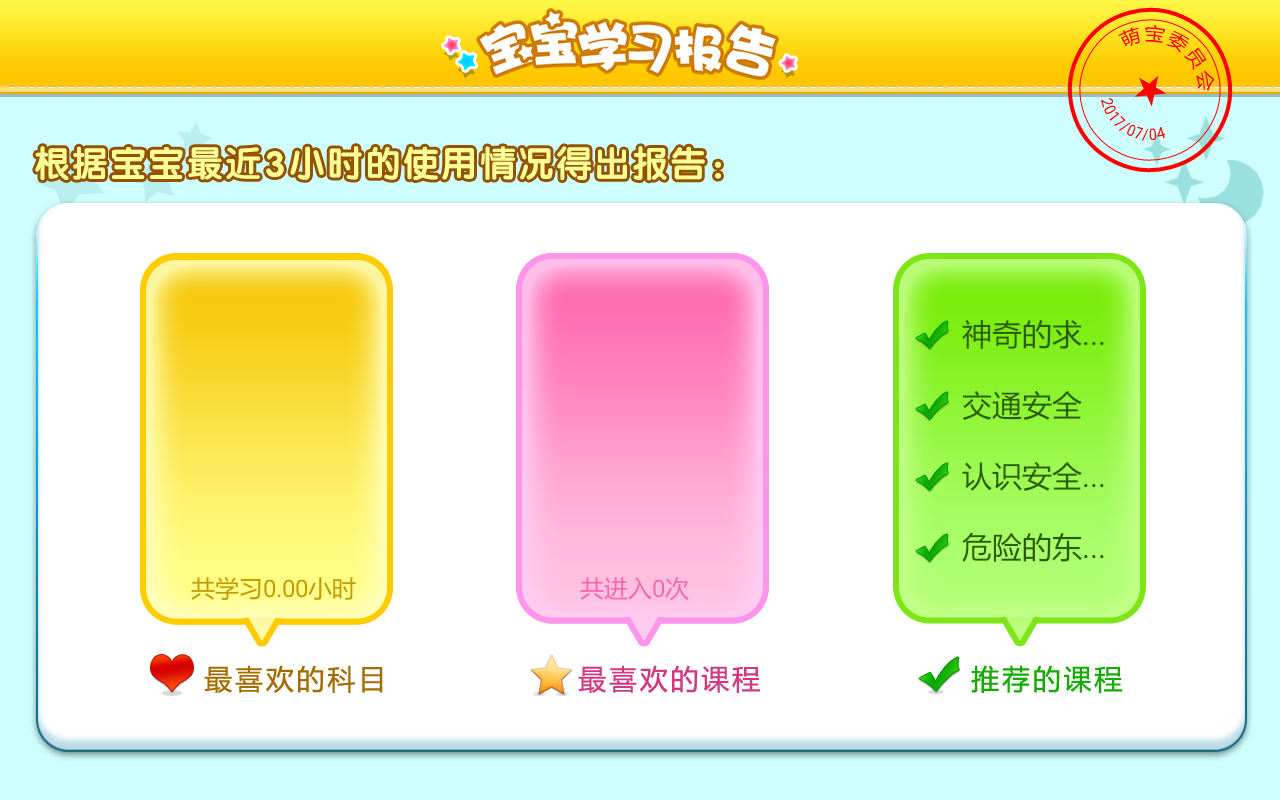 宝宝学习报告
萌宝委员会
2017/07/04
根据宝宝最近3小时的使用情况得出报告：
共学习0.00小时
最喜欢的科目
共进入0次
最喜欢的课程
神奇的求...
交通安全
认识安全...
危险的东...
推荐的课程